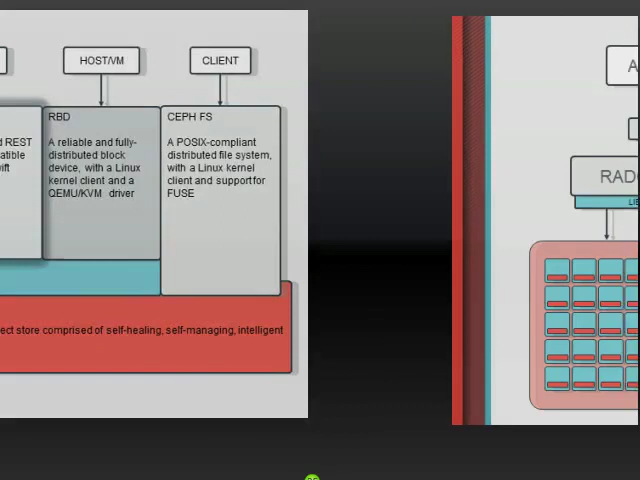 HOST/VM
CLIENT
d REST
atible
ift
RBD
A reliable and fully-
distributed block
device, with a Linux
kernel client and a
QEMU/KVM driver
CEPH FS
A POSIX-compliant
distributed file system,
with a Linux kernel
client and support for
FUSE
ect store comprised of self-healing, self-managing, intelligent
A
RADO